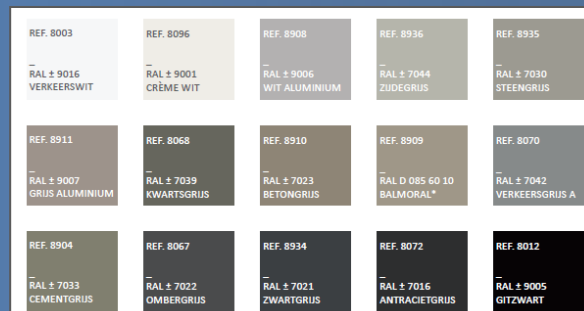 REF. 8003
–
RAL ± 9016
VERKEERSWIT
REF. 8096
–
RAL ± 9001
CRÈME WIT
REF. 8908
–
RAL ± 9006
WIT ALUMINIUM
REF. 8936
–
RAL ± 7044
ZIJDEGRIJS
REF. 8935
–
RAL ± 7030
STEENGRIJS
REF. 8911
–
RAL ± 9007
GRIJS ALUMINIUM
REF. 8068
–
RAL ± 7039
KWARTSGRIJS
REF. 8910
–
RAL ± 7023
BETONGRIJS
REF. 8909
–
RAL D 085 60 10
BALMORAL*
REF. 8070
–
RAL ± 7042
VERKEERSGRIJS A
REF. 8904
–
RAL ± 7033
CEMENTGRIJS
REF. 8067
–
RAL ± 7022
OMBERGRIJS
REF. 8934
–
RAL ± 7021
ZWARTGRIJS
REF. 8072
–
RAL ± 7016
ANTRACIETGRIJS
REF. 8012
–
RAL ± 9005
GITZWART